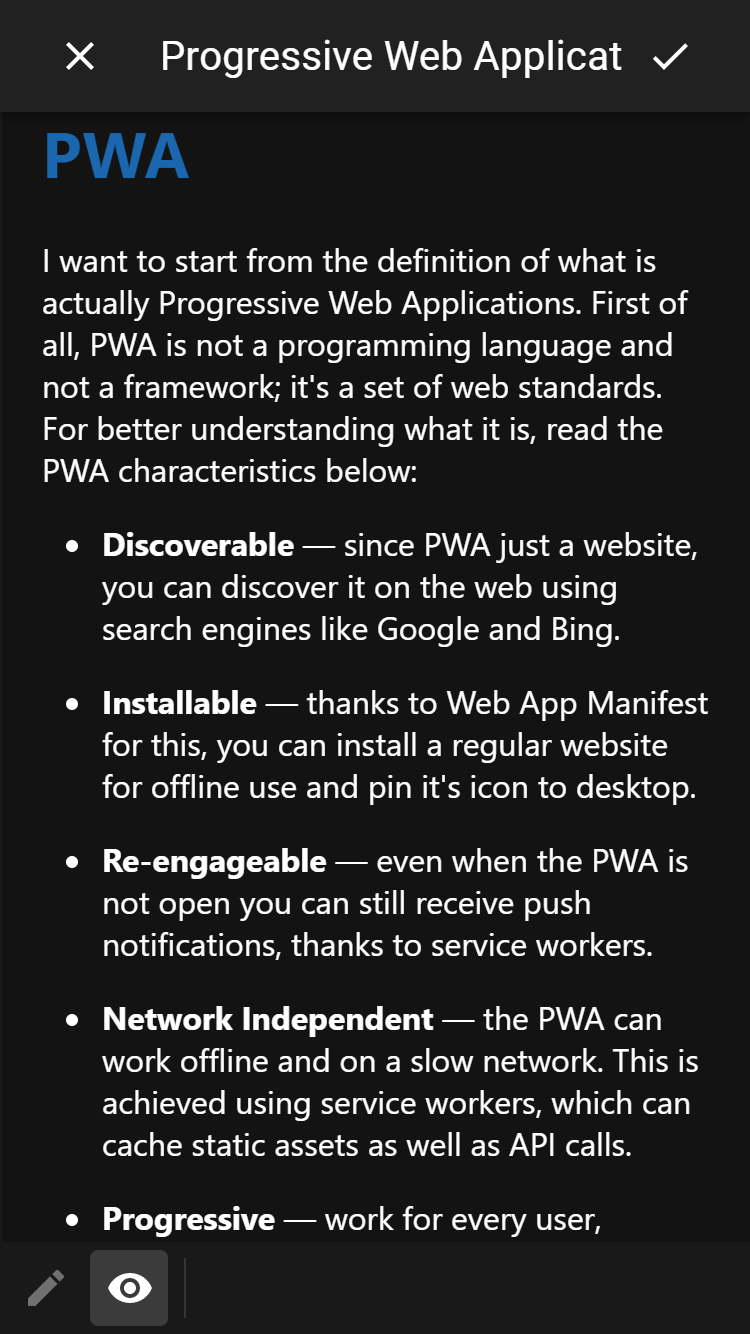 Progressive Web Applicat
PWA
I want to start from the definition of what is
actually Progressive Web Applications. First of
all, PWA is not a programming language and
not a framework; it's a set of web standards.
For better understanding what it is, read the
PWA characteristics below:
• Discoverable — since PWA just a website,
you can discover it on the web using
search engines like Google and Bing.
• Installable — thanks to Web App Manifest
for this, you can install a regular website
for offline use and pin it's icon to desktop.
• Re-engageable — even when the PWA is
not open you can still receive push
notifications, thanks to service workers.
• Network Independent — the PWA can
work offline and on a slow network. This is
achieved using service workers, which can
cache static assets as well as API calls.
• Progressive — work for every user,